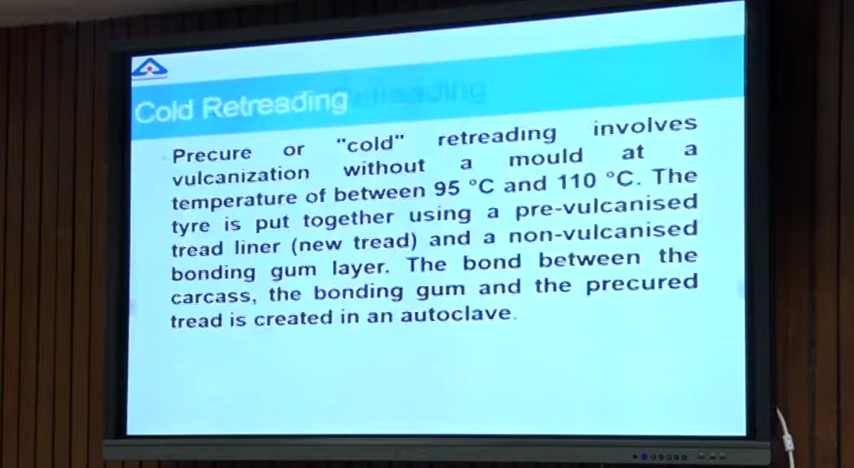 Cold Retreading
Precure or "cold" retreading involves
vulcanization without a mould at a
temperature of between 95 °C and 110 °C. The
tyre is put together using a pre-vulcanised
tread liner (new tread) and a non-vulcanised
bonding gum layer. The bond between the
carcass, the bonding gum and the precured
tread is created in an autoclave.